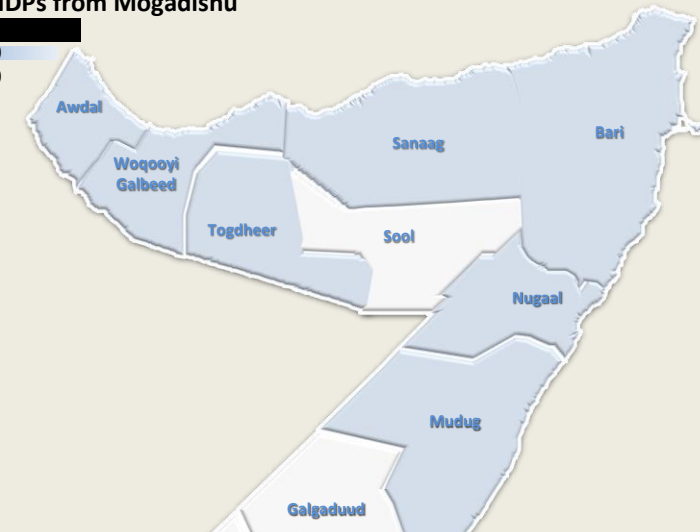 IDPs from Mogadishu
)
)
Awdal
Woqooyi
Galbeed
Togdheer
Sanaag
Bari
Sool
Nugaal
Mudug
Galgaduud